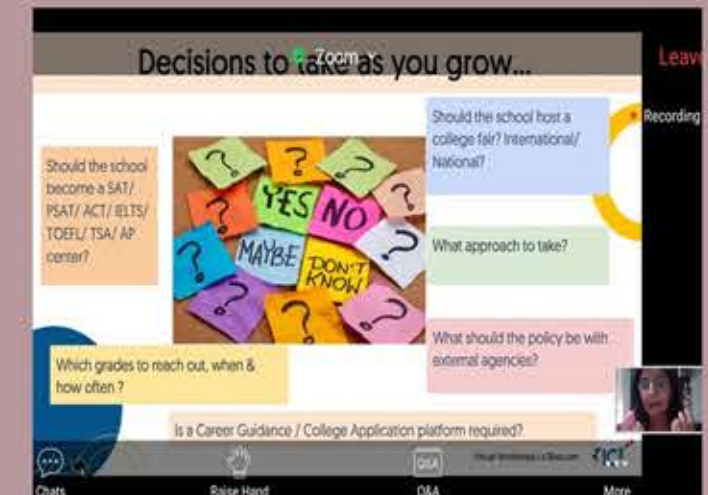 Decisions to take as you grow...
Zoom
Leave
Recording
Should the school
become a SAT/
PSAT/ ACT/ IELTS/
TOEFL/ TSA/ AP
center?
?
?
?
?
YES
NO
?
?
MAYBE
DON'T
KNOW
?
?
?
?
Should the school host a
college fair? International/
National?
What approach to take?
What should the policy be with
external agencies?
Which grades to reach out, when &
how often ?
Is a Career Guidance / College Application platform required?
Chats
Raise Hand
Q&A
Q&A
More